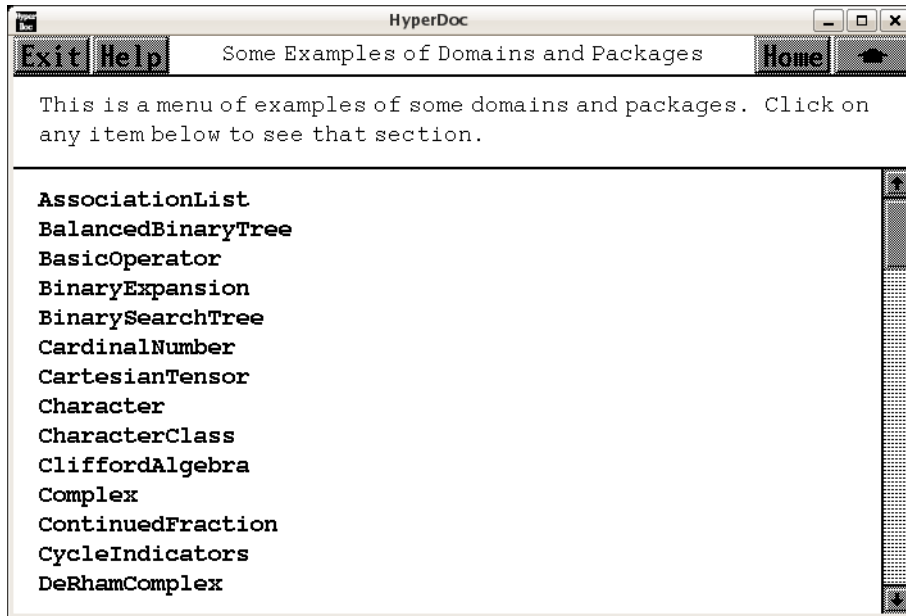 Hyper Doc
HyperDoc
Exit Help Some Examples of Domains and Packages Home
This is a menu of examples of some domains and packages. Click on
any item below to see that section.
AssociationList
BalancedBinaryTree
BasicOperator
BinaryExpansion
BinarySearchTree
CardinalNumber
CartesianTensor
Character
CharacterClass
CliffordAlgebra
Complex
ContinuedFraction
CycleIndicators
DeRhamComplex